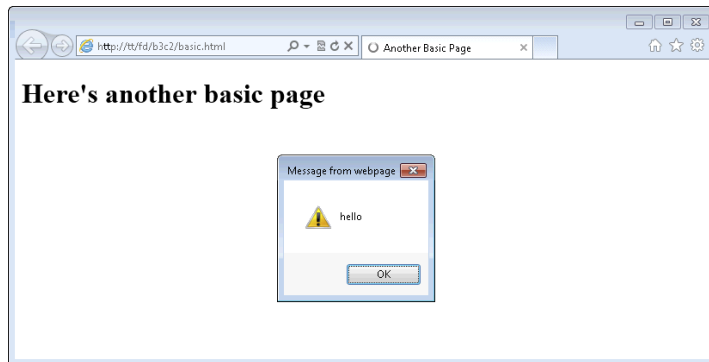 http://tt/fd/b3c2/basic.html
Another Basic Page
Here's another basic page
Message from webpage
hello
OK